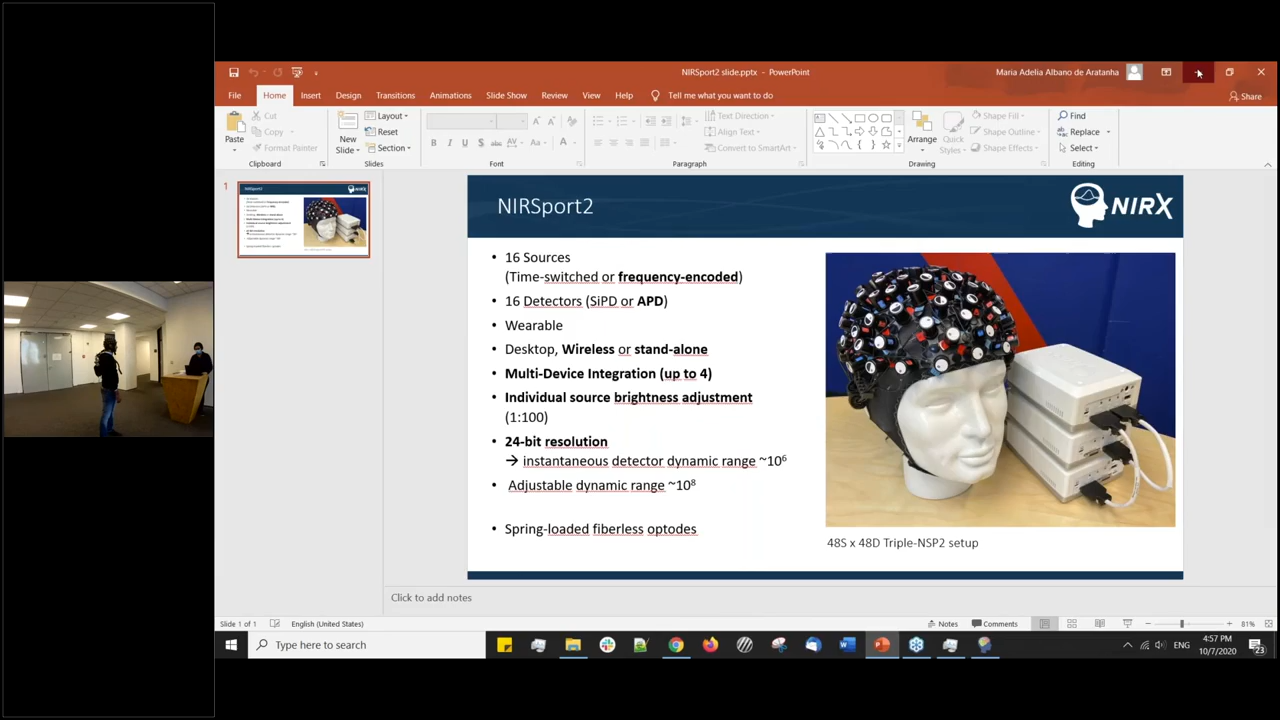 NIRSport2 slide.pptx - PowerPoint
Maria Adelia Albano de Aratanha
File Home Insert Design Transitions Animations Slide Show Review View Help Tell me what you want to do
Share
Paste
Cut
Copy
Format Painter
Clipboard
New
Slide
Layout
Reset
Section
Slides
Font
Text Direction
Align Text
Convert to SmartArt
Paragraph
Arrange
Quick
Styles
Shape Fill
Shape Outline
Shape Effects
Drawing
Find
Replace
Select
Editing
1
NIRSport2
NIRX
• 16 Sources
(Time-switched or frequency-encoded)
• 16 Detectors (SiPD or APD)
• Wearable
• Desktop, Wireless or stand-alone
• Multi-Device Integration (up to 4)
• Individual source brightness adjustment
(1:100)
• 24-bit resolution
→ instantaneous detector dynamic range ~10⁶
• Adjustable dynamic range ~10⁸
• Spring-loaded fiberless optodes
48S x 48D Triple-NSP2 setup
Click to add notes
Slide 1 of 1
English (United States)
Notes
Comments
81%
Type here to search
ENG
4:57 PM
10/7/2020
23